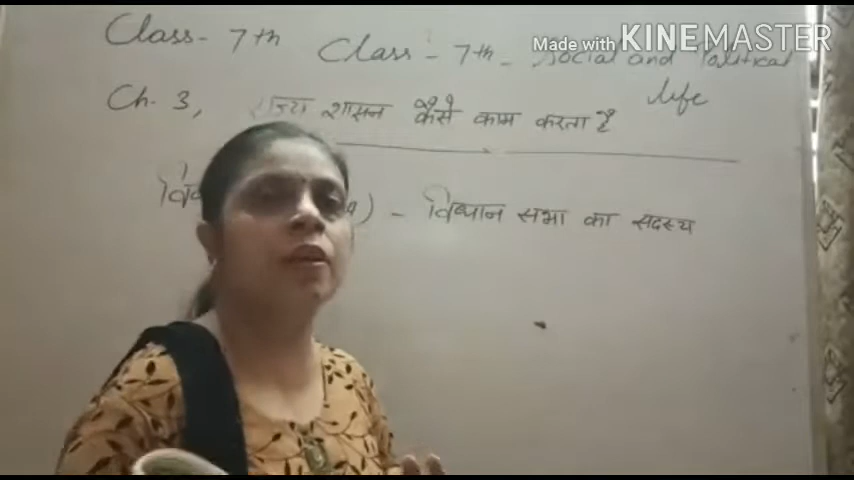 Made with KINEMASTER
Class - 7th
Class - 7th - Social and Political
life
Ch. 3, राज्य शासन कैसे काम करता है
) - विधान सभा का सदस्य